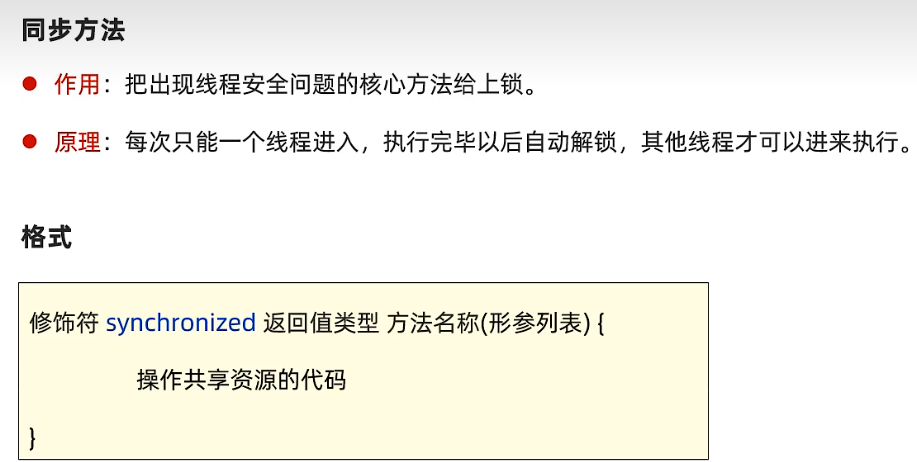 同步方法
作用：把出现线程安全问题的核心方法给上锁。
原理：每次只能一个线程进入，执行完毕以后自动解锁，其他线程才可以进来执行。
格式
修饰符 synchronized 返回值类型 方法名称(形参列表) {
操作共享资源的代码
}